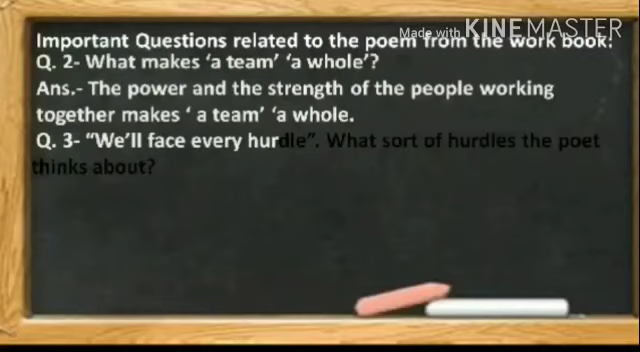 Made with KINEMASTER
Important Questions related to the poem from the work book:
Q. 2- What makes ‘a team’ ‘a whole’?
Ans.- The power and the strength of the people working
together makes ‘ a team’ ‘a whole.
Q. 3- “We’ll face every hurdle”. What sort of hurdles the poet
thinks about?